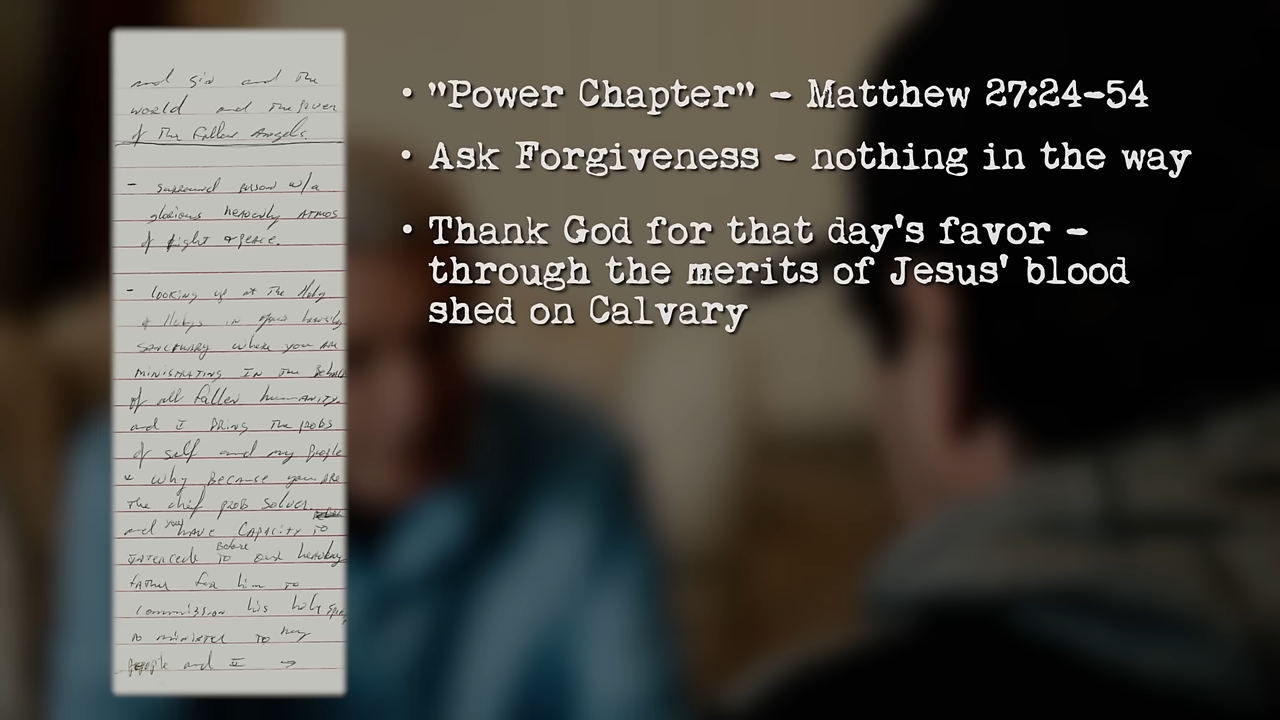 and sin and the
world and the power
of the Fallen Angels.
- surround person w/a
glorious heavenly ATMOS
of light & peace.
- looking up at The Holy
of Holys in your heavenly
SANCTUARY where you ARE
MINISTRATING IN The Behalf
of all fallen humANITY.
and I bring The probs
of self and my people
why Because you ARE
The chief prob solver.
and you HAVE CAPACITY TO
INTERCede Before TO our heavenly
fATHer for him TO
Commission his holy
TO minister TO my
people and I →
• "Power Chapter" – Matthew 27:24-54
• Ask Forgiveness – nothing in the way
• Thank God for that day's favor –
through the merits of Jesus' blood
shed on Calvary